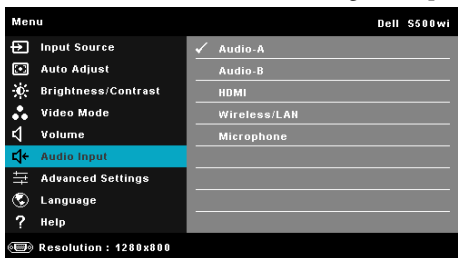 Menu Dell S500wi
Input Source
Auto Adjust
Brightness/Contrast
Video Mode
Volume
Audio Input
Advanced Settings
Language
? Help
Audio-A
Audio-B
HDMI
Wireless/LAN
Microphone
Resolution : 1280x800